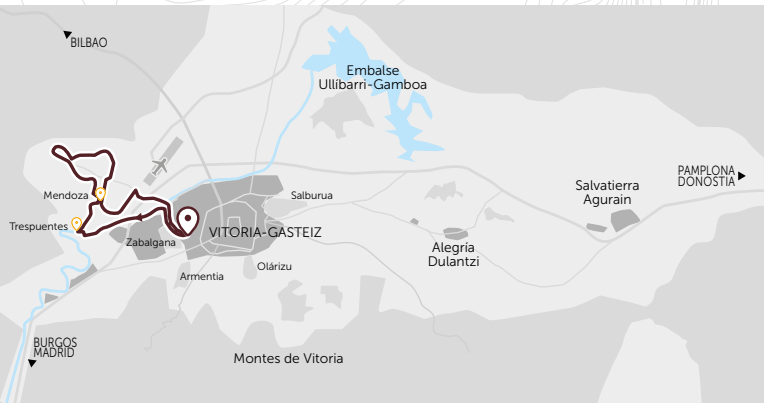 BILBAO
Embalse
Ullíbarri-Gamboa
PAMPLONA
DONOSTIA
Salvatierra
Agurain
Mendoza
Salburua
Trespuentes
VITORIA-GASTEIZ
Zabalgana
Alegría
Dulantzi
Olárizu
Armentia
BURGOS
MADRID
Montes de Vitoria